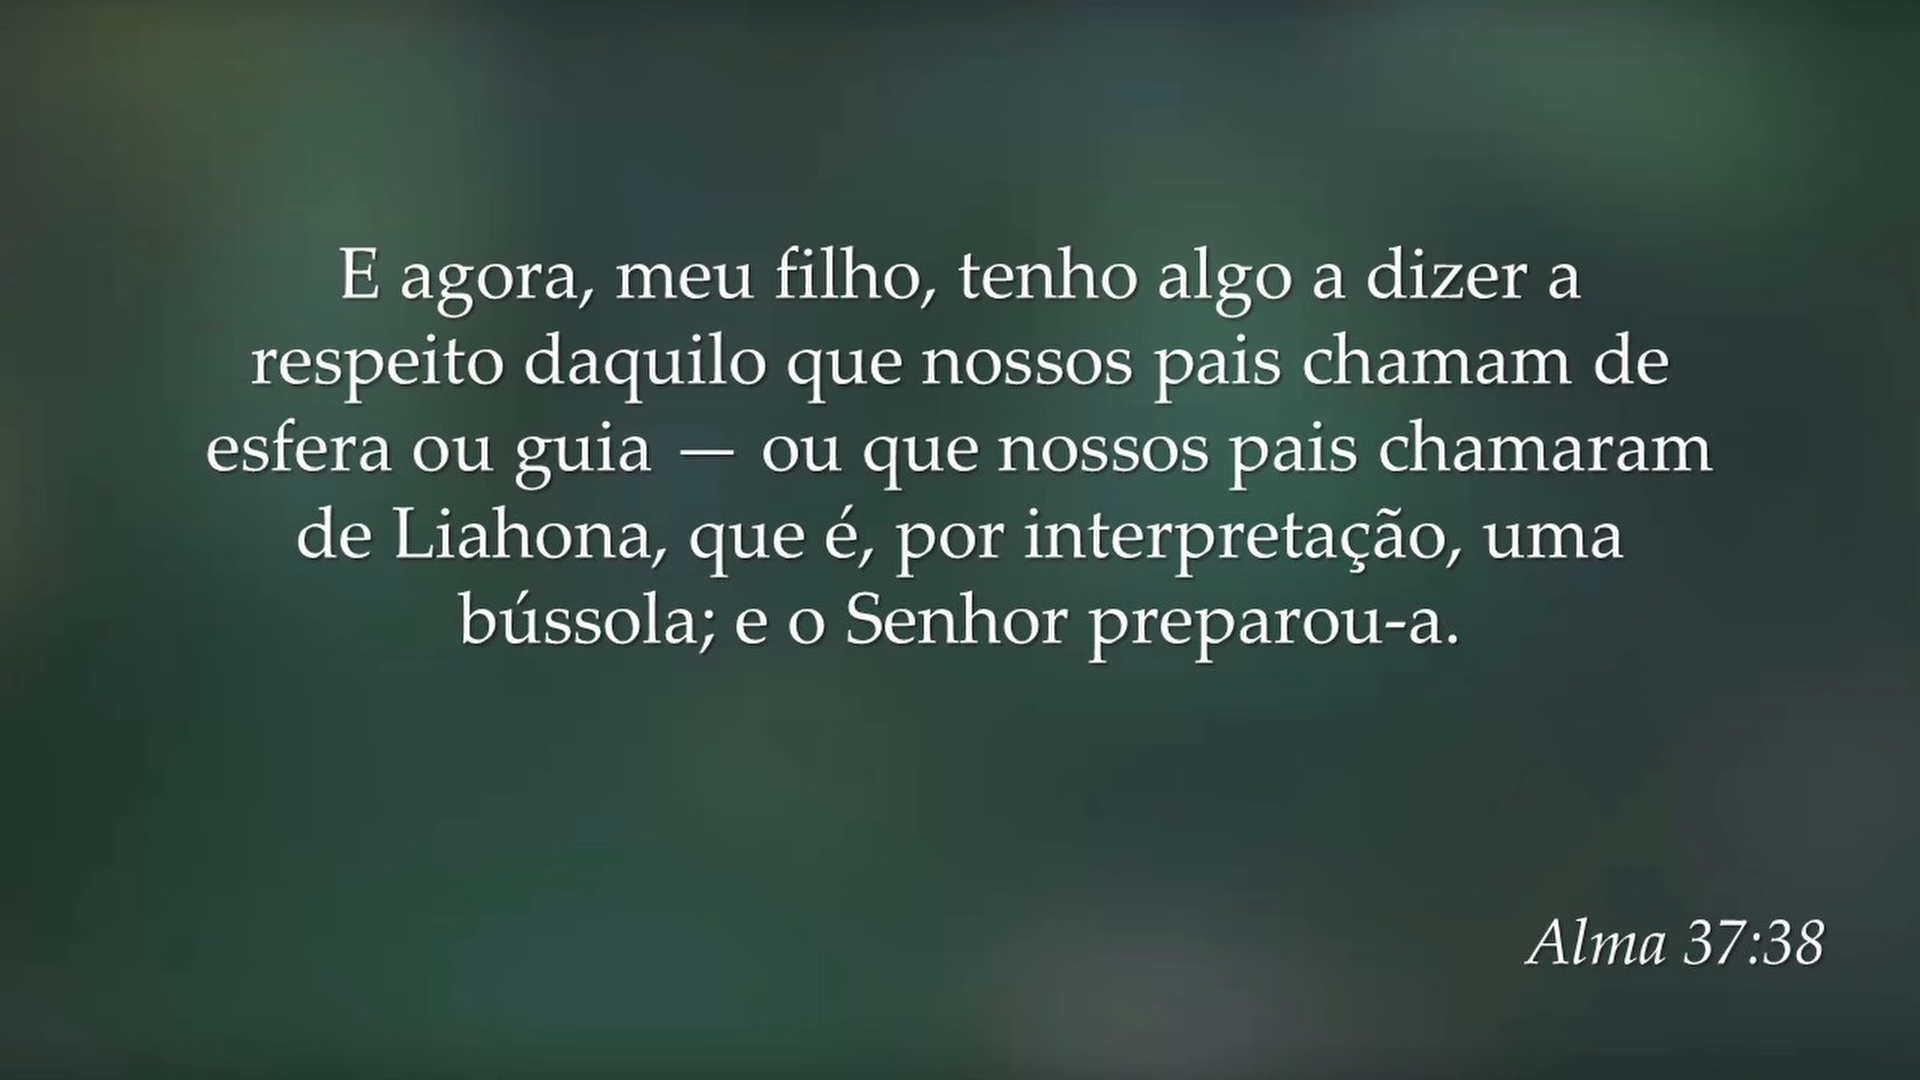 E agora, meu filho, tenho algo a dizer a
respeito daquilo que nossos pais chamam de
esfera ou guia — ou que nossos pais chamaram
de Liahona, que é, por interpretação, uma
bússola; e o Senhor preparou-a.
Alma 37:38